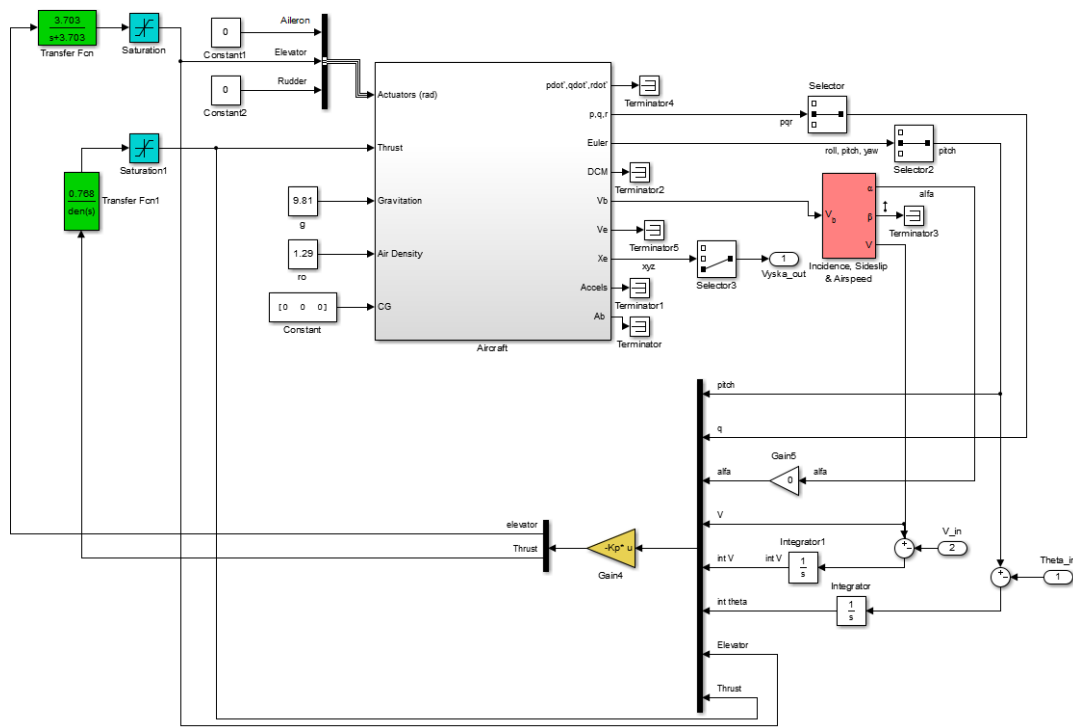 3.703
s+3.703
Transfer Fcn
Saturation
0
Constant1
0
Constant2
Aileron
Elevator
Rudder
Saturation1
0.768
den(s)
Transfer Fcn1
9.81
g
1.29
ro
[0 0 0]
Constant
Actuators (rad)
Thrust
Gravitation
Air Density
CG
pdot',qdot',rdot'
p,q,r
Euler
DCM
Vb
Ve
Xe
Accels
Ab
Aircraft
Terminator4
pqr
Selector
roll, pitch, yaw
Selector2
pitch
Terminator2
Terminator5
xyz
Selector3
1
Vyska_out
Terminator1
Terminator
V_b
α
β
V
Incidence, Sideslip
& Airspeed
alfa
Terminator3
pitch
q
alfa
Gain5
0
alfa
V
int V
Integrator1
1
s
int V
V_in
2
int theta
Integrator
1
s
Theta_in
1
Elevator
Thrust
elevator
Thrust
-Kp* u
Gain4
+
−
+
−